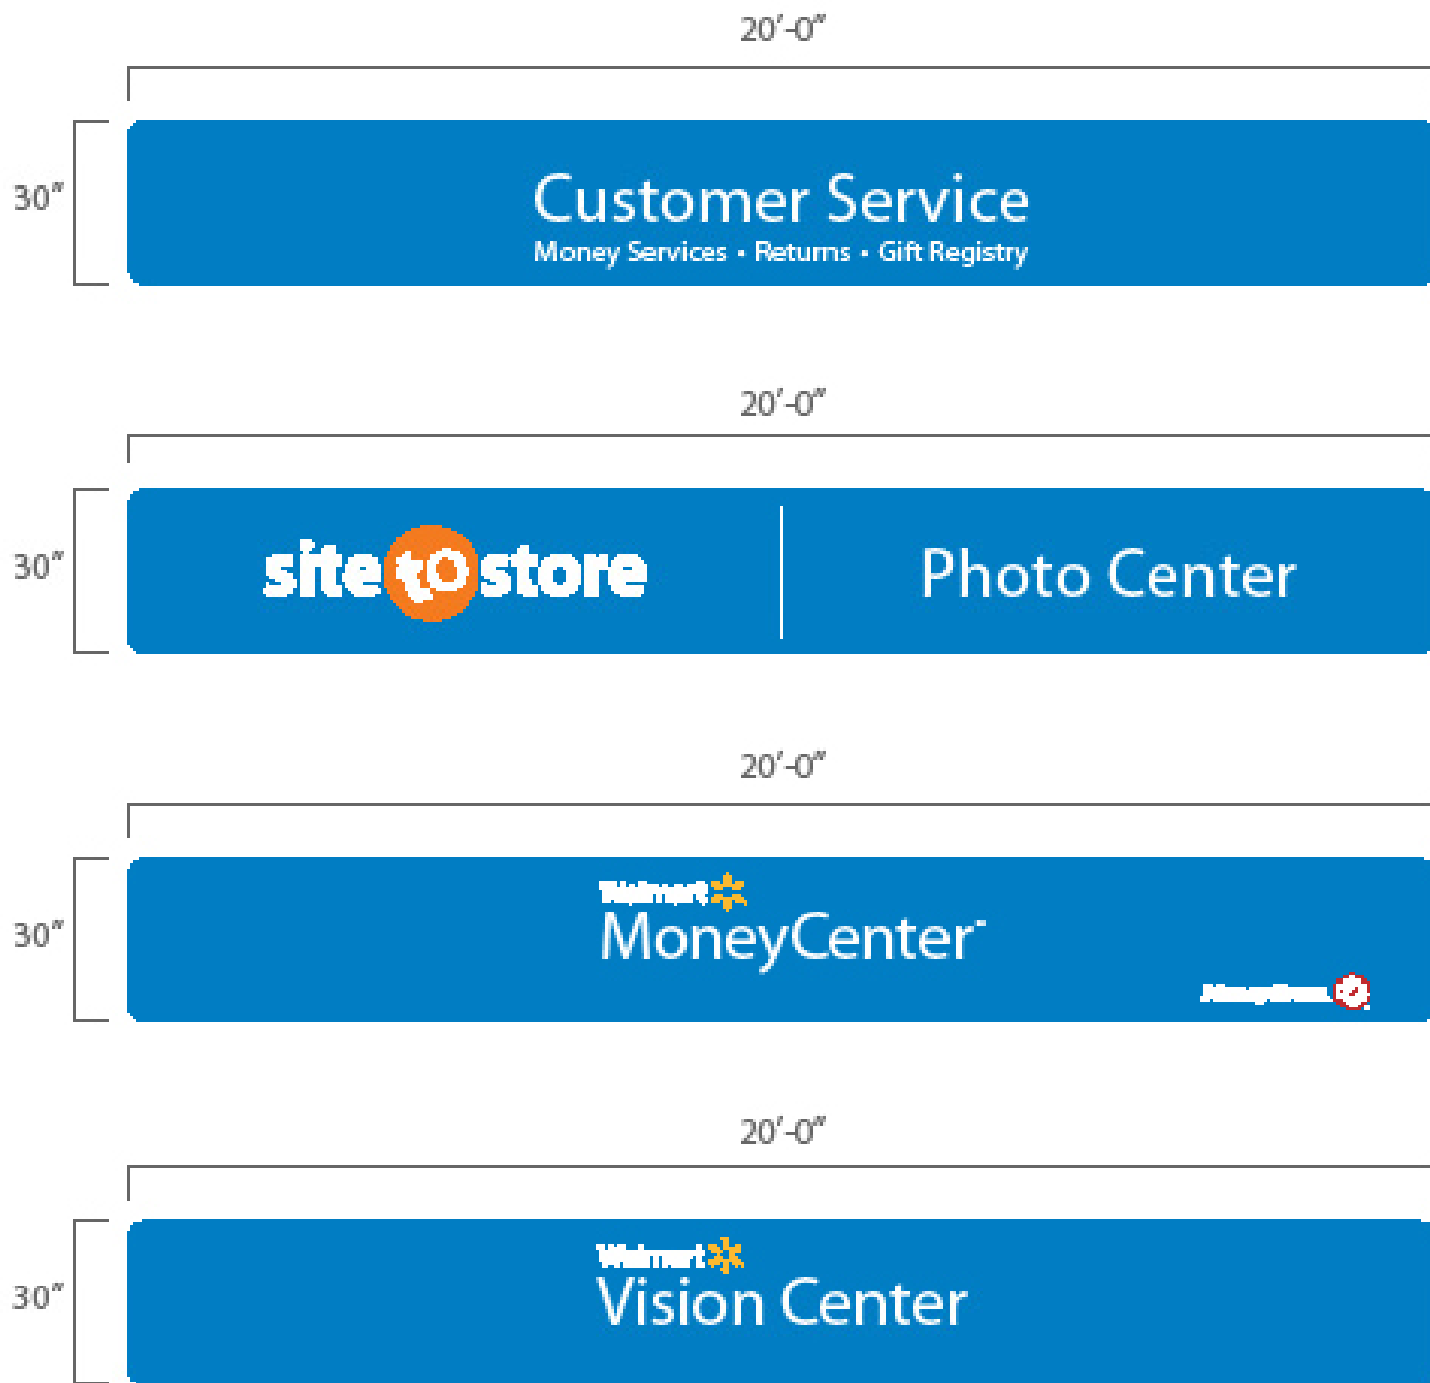 20'-0"
30"
Customer Service
Money Services • Returns • Gift Registry
20'-0"
30"
site to store
Photo Center
20'-0"
30"
Walmart
MoneyCenter
MoneyGram
20'-0"
30"
Walmart
Vision Center